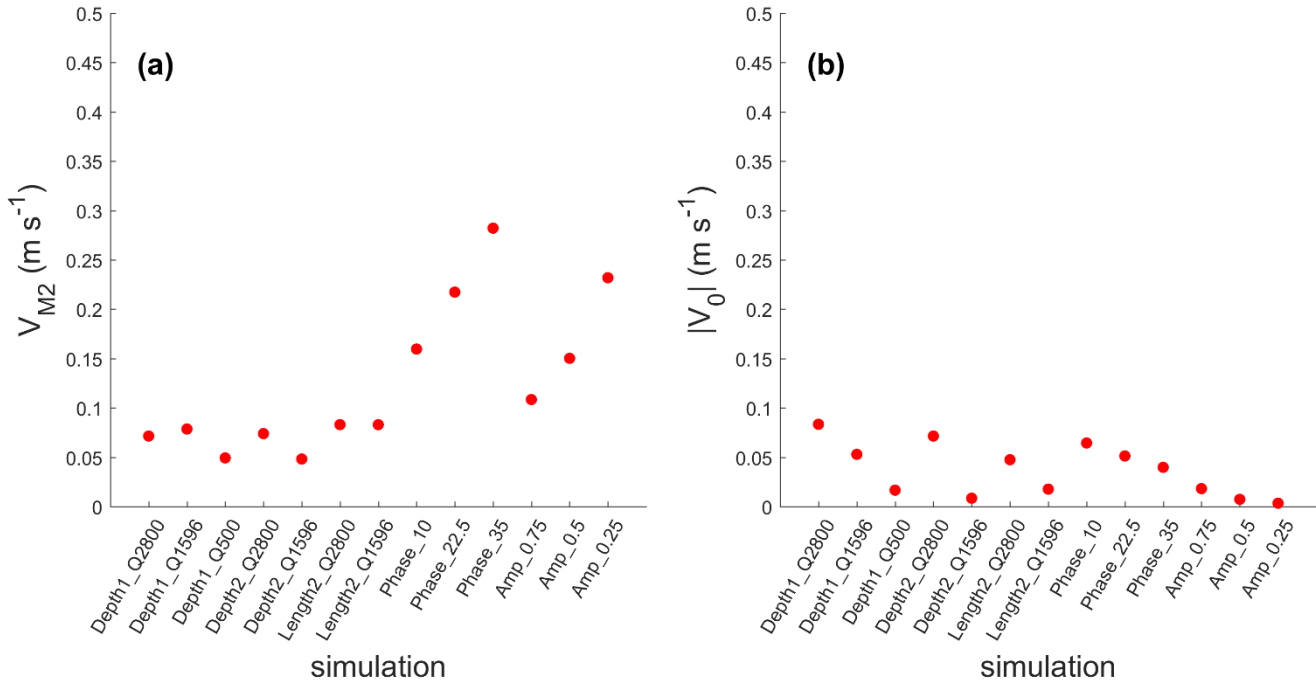 (a)
V_M2 (m s^-1)
0.5
0.45
0.4
0.35
0.3
0.25
0.2
0.15
0.1
0.05
0
Depth1_Q2800
Depth1_Q1596
Depth1_Q500
Depth2_Q2800
Depth2_Q1596
Length2_Q2800
Length2_Q1596
Phase_10
Phase_22.5
Phase_35
Amp_0.75
Amp_0.5
Amp_0.25
simulation
(b)
|V_0| (m s^-1)
0.5
0.45
0.4
0.35
0.3
0.25
0.2
0.15
0.1
0.05
0
Depth1_Q2800
Depth1_Q1596
Depth1_Q500
Depth2_Q2800
Depth2_Q1596
Length2_Q2800
Length2_Q1596
Phase_10
Phase_22.5
Phase_35
Amp_0.75
Amp_0.5
Amp_0.25
simulation